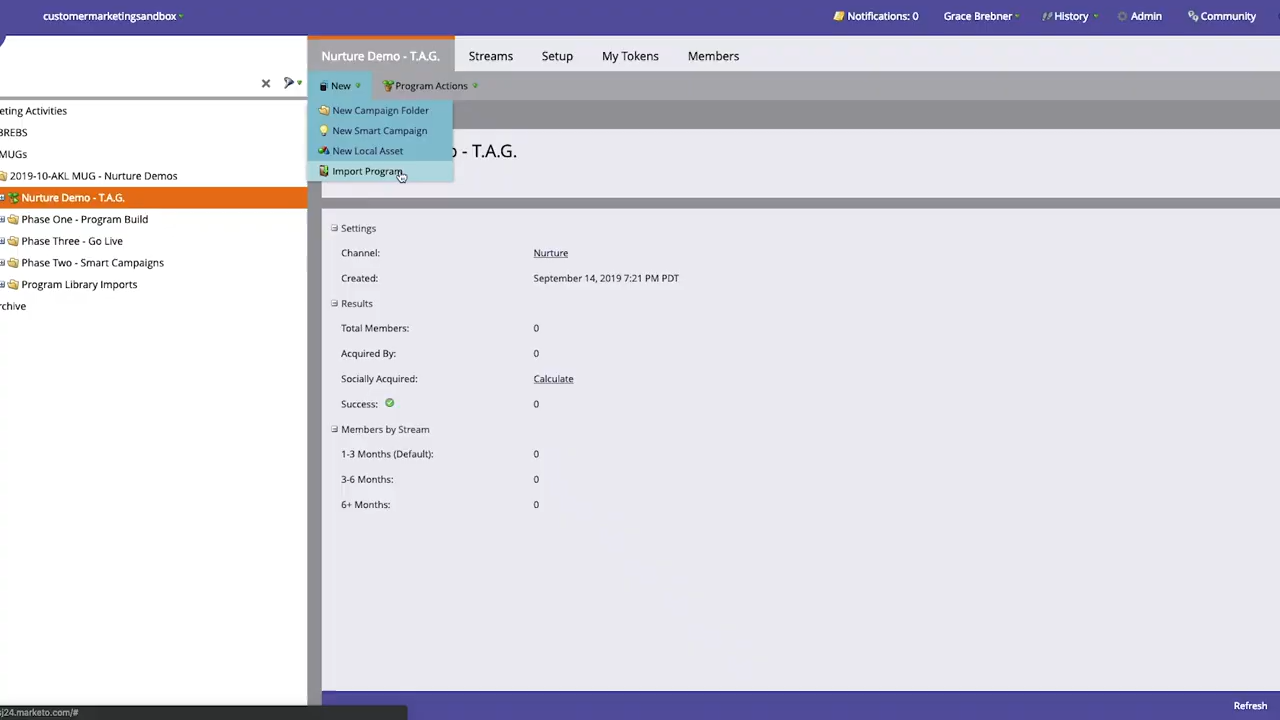 customermarketingsandbox
Notifications: 0
Grace Brebner
History
Admin
Community
Nurture Demo - T.A.G.
Streams
Setup
My Tokens
Members
New
Program Actions
New Campaign Folder
New Smart Campaign
New Local Asset
Import Program
eting Activities
BREBS
MUGs
2019-10-AKL MUG - Nurture Demos
Nurture Demo - T.A.G.
Phase One - Program Build
Phase Three - Go Live
Phase Two - Smart Campaigns
Program Library Imports
rchive
o - T.A.G.
Settings
Channel: Nurture
Created: September 14, 2019 7:21 PM PDT
Results
Total Members: 0
Acquired By: 0
Socially Acquired: Calculate
Success: 0
Members by Stream
1-3 Months (Default): 0
3-6 Months: 0
6+ Months: 0
sj24.marketo.com/#
Refresh